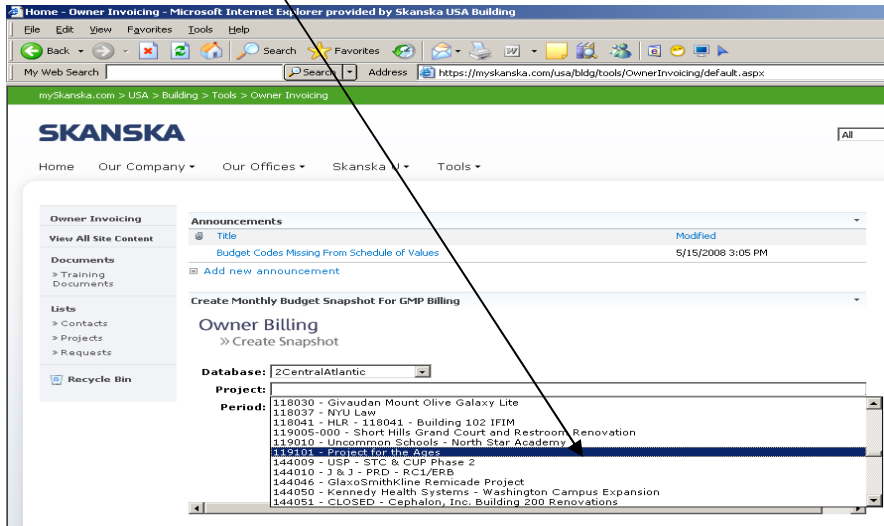 Home - Owner Invoicing - Microsoft Internet Explorer provided by Skanska USA Building
File Edit View Favorites Tools Help
Back Search Favorites
My Web Search Search Address https://myskanska.com/usa/bldg/tools/OwnerInvoicing/default.aspx
mySkanska.com > USA > Building > Tools > Owner Invoicing
SKANSKA
All
Home Our Company Our Offices Skanska U Tools
Owner Invoicing
View All Site Content
Documents
» Training
Documents
Lists
» Contacts
» Projects
» Requests
Recycle Bin
Announcements
Title Modified
Budget Codes Missing From Schedule of Values 5/15/2008 3:05 PM
Add new announcement
Create Monthly Budget Snapshot For GMP Billing
Owner Billing
» Create Snapshot
Database: 2CentralAtlantic
Project:
Period:
118030 - Givaudan Mount Olive Galaxy Lite
118037 - NYU Law
118041 - HLR - 118041 - Building 102 IFIM
119005-000 - Short Hills Grand Court and Restroom Renovation
119010 - Uncommon Schools - North Star Academy
119101 - Project for the Ages
144009 - USP - STC & CUP Phase 2
144010 - J & J - PRD - RC1/ERB
144046 - GlaxoSmithKline Remicade Project
144050 - Kennedy Health Systems - Washington Campus Expansion
144051 - CLOSED - Cephalon, Inc. Building 200 Renovations